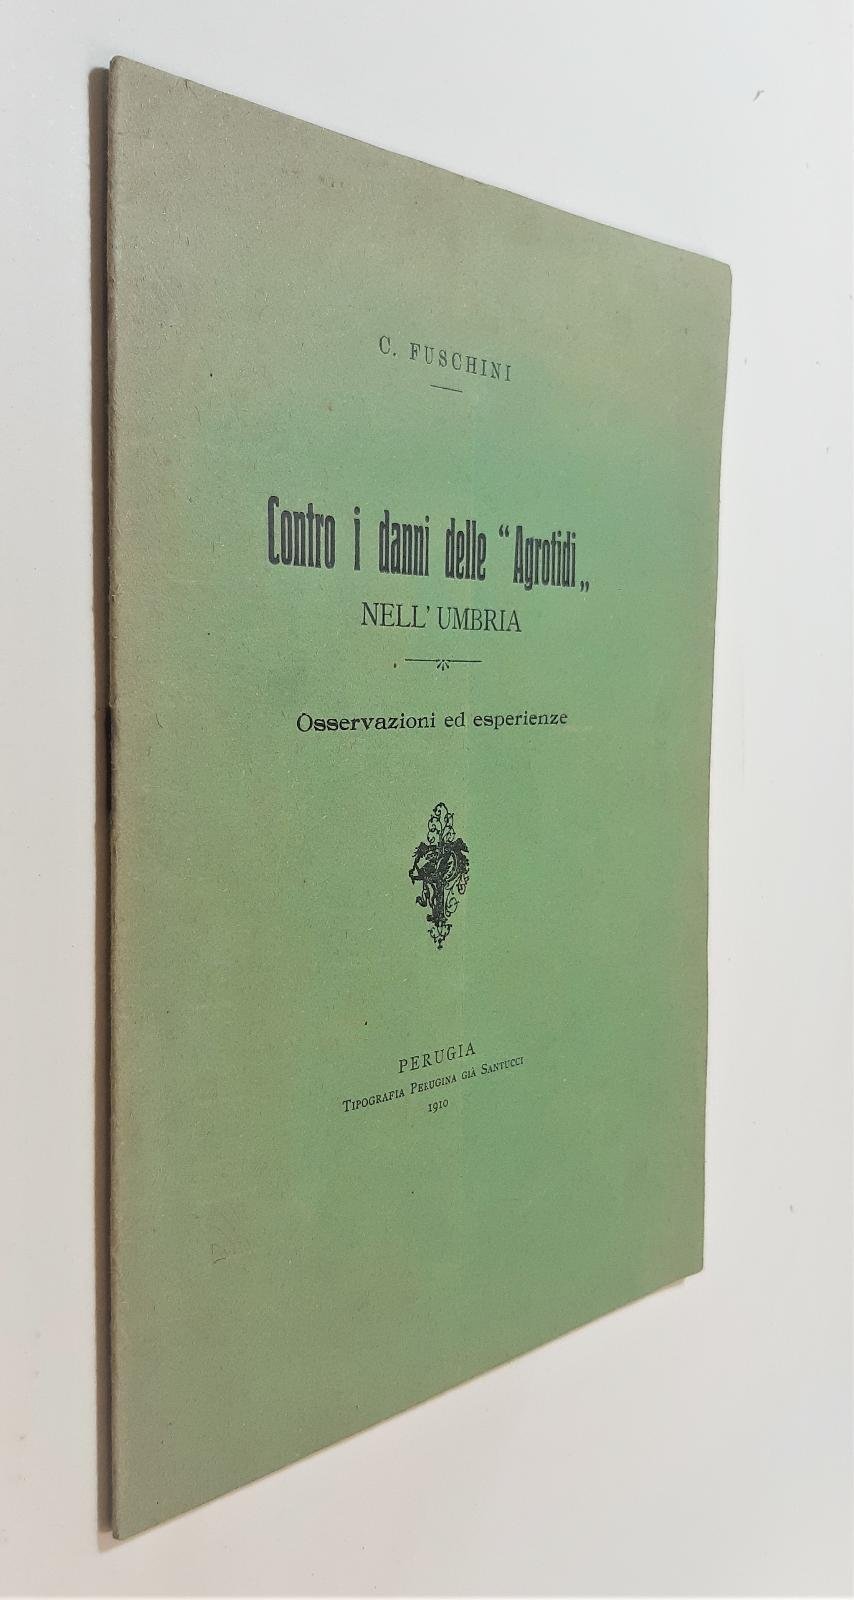 C. FUSCHINI
Contro i danni delle “Agrotidi„
NELL' UMBRIA
Osservazioni ed esperienze
PERUGIA
TIPOGRAFIA PERUGINA GIÀ SANTUCCI
1910